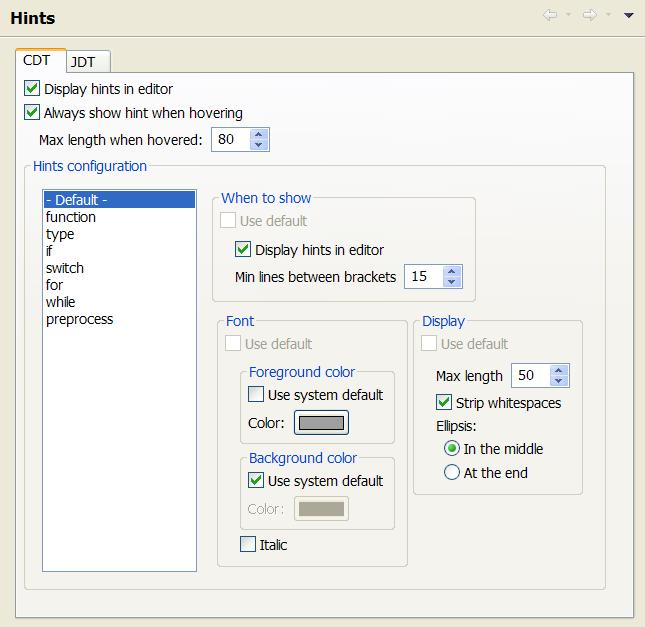 Hints
CDT
JDT
Display hints in editor
Always show hint when hovering
Max length when hovered: 80
Hints configuration
- Default -
function
type
if
switch
for
while
preprocess
When to show
Use default
Display hints in editor
Min lines between brackets 15
Font
Use default
Foreground color
Use system default
Color:
Background color
Use system default
Color:
Italic
Display
Use default
Max length 50
Strip whitespaces
Ellipsis:
In the middle
At the end